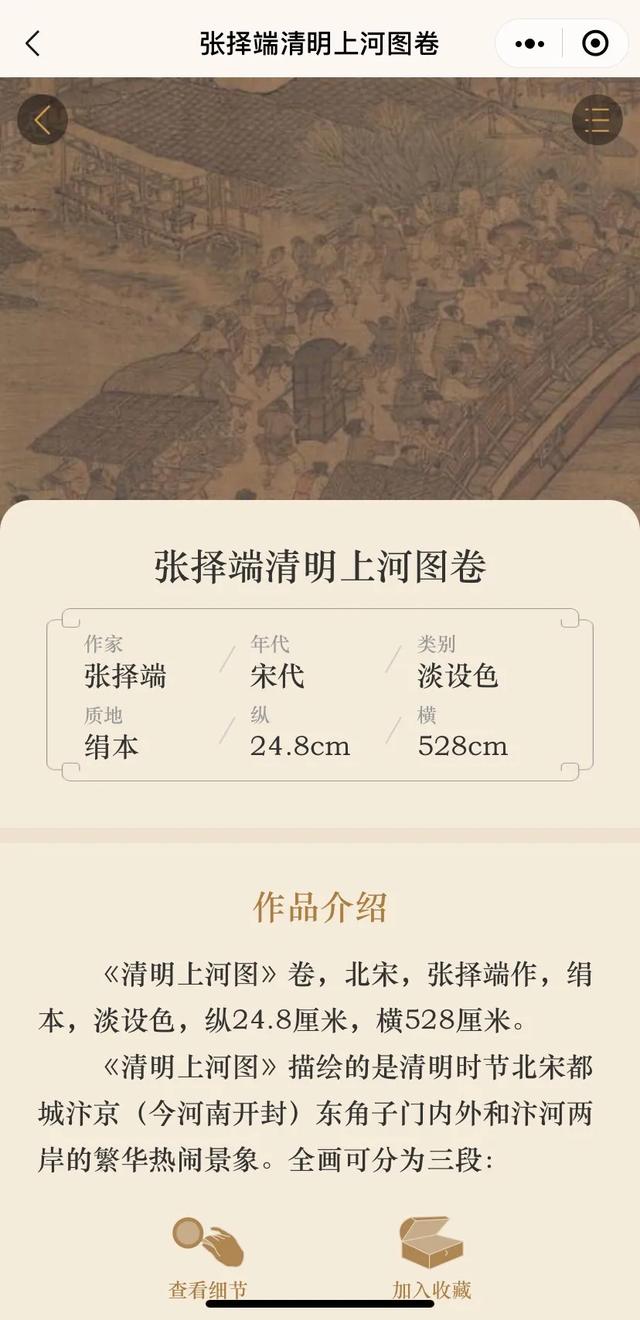 张择端清明上河图卷
张择端清明上河图卷
作家 年代 类别
张择端 宋代 淡设色
质地 纵 横
绢本 24.8cm 528cm
作品介绍
《清明上河图》卷，北宋，张择端作，绢
本，淡设色，纵24.8厘米，横528厘米。
《清明上河图》描绘的是清明时节北宋都
城汴京（今河南开封）东角子门内外和汴河两
岸的繁华热闹景象。全画可分为三段：
查看细节 加入收藏